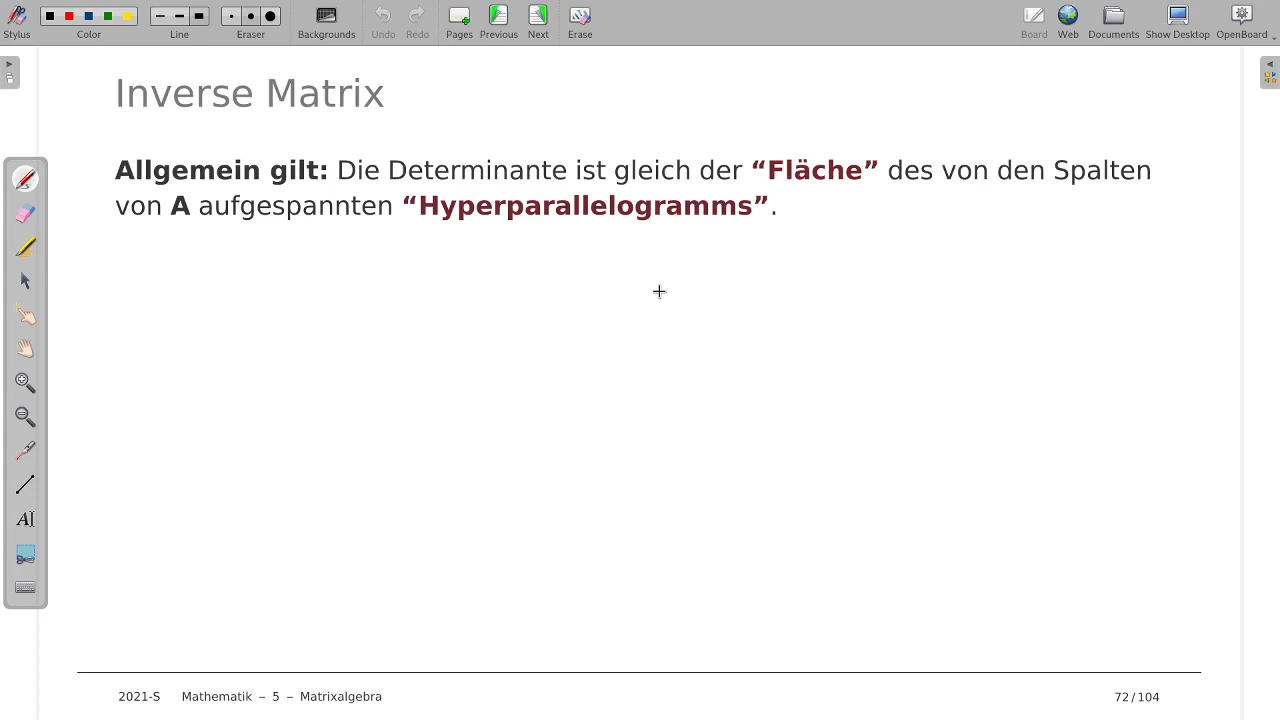 Stylus Color Line Eraser Backgrounds Undo Redo Pages Previous Next Erase Board Web Documents Show Desktop OpenBoard
Inverse Matrix
Allgemein gilt: Die Determinante ist gleich der “Fläche” des von den Spalten
von A aufgespannten “Hyperparallelogramms”.
AI
2021-S Mathematik – 5 – Matrixalgebra 72/104